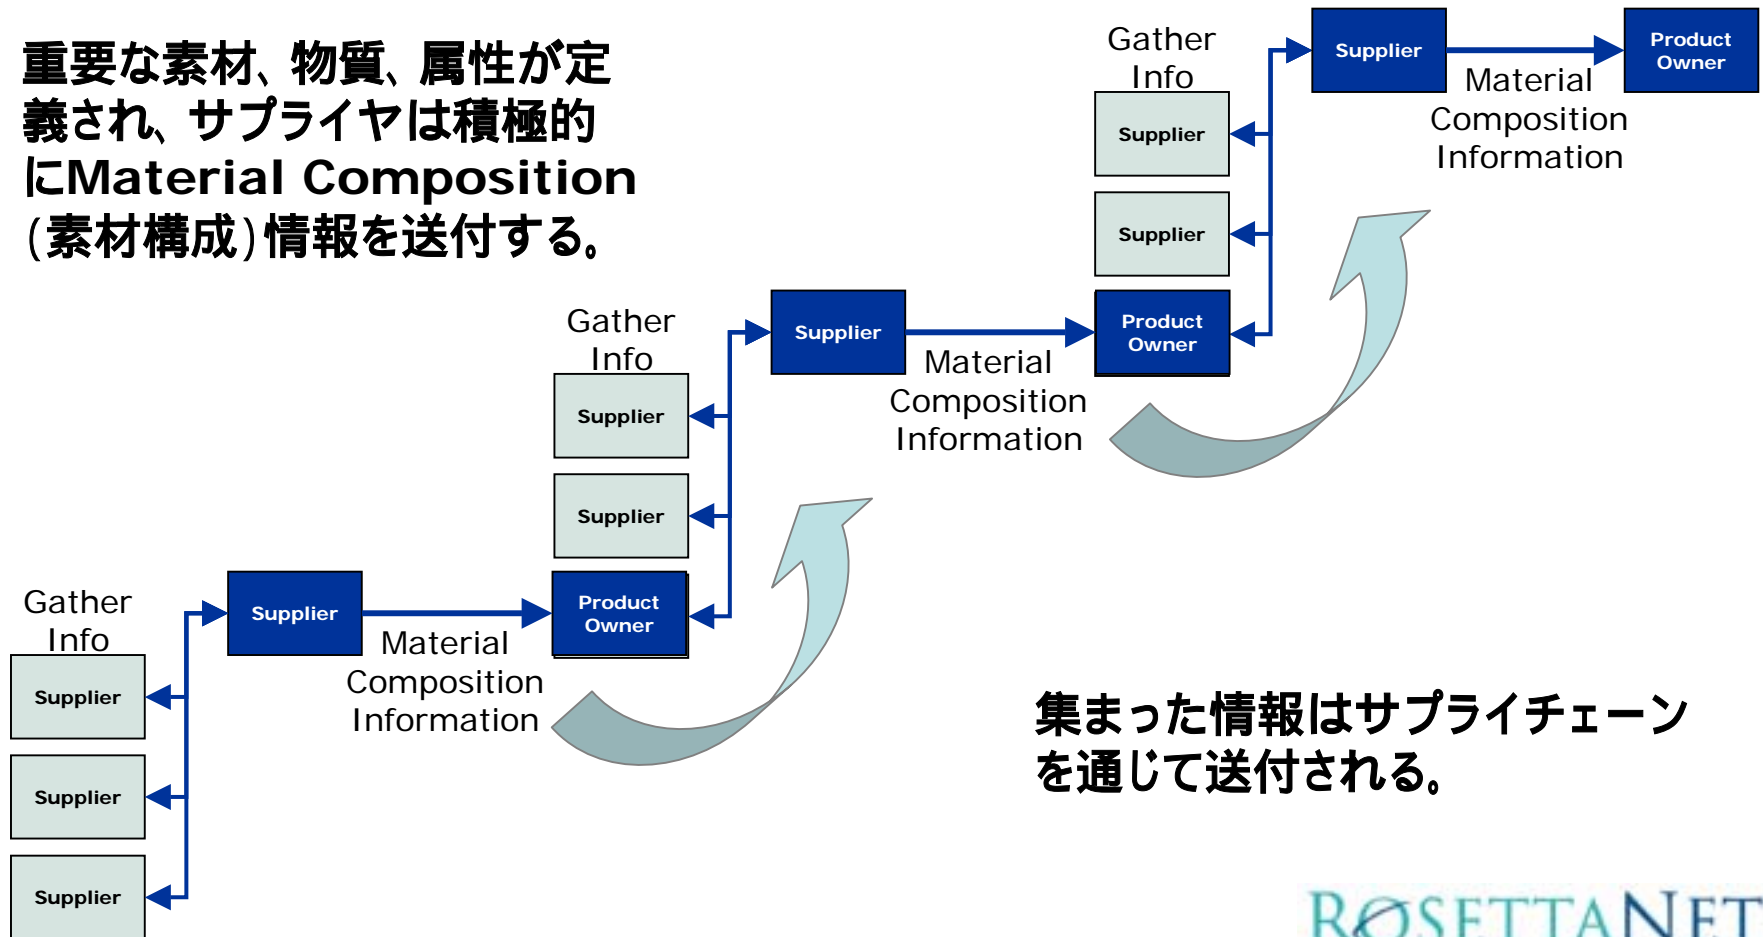 重要な素材、物質、属性が定
義され、サプライヤは積極的
にMaterial Composition
(素材構成)情報を送付する。
Gather
Info
Supplier
Supplier
Supplier
Product
Owner
Material
Composition
Information
Supplier
Product
Owner
Gather
Info
Supplier
Supplier
Supplier
Material
Composition
Information
Product
Owner
Gather
Info
Supplier
Supplier
Supplier
Supplier
Material
Composition
Information
集まった情報はサプライチェーン
を通じて送付される。
ROSETTANET